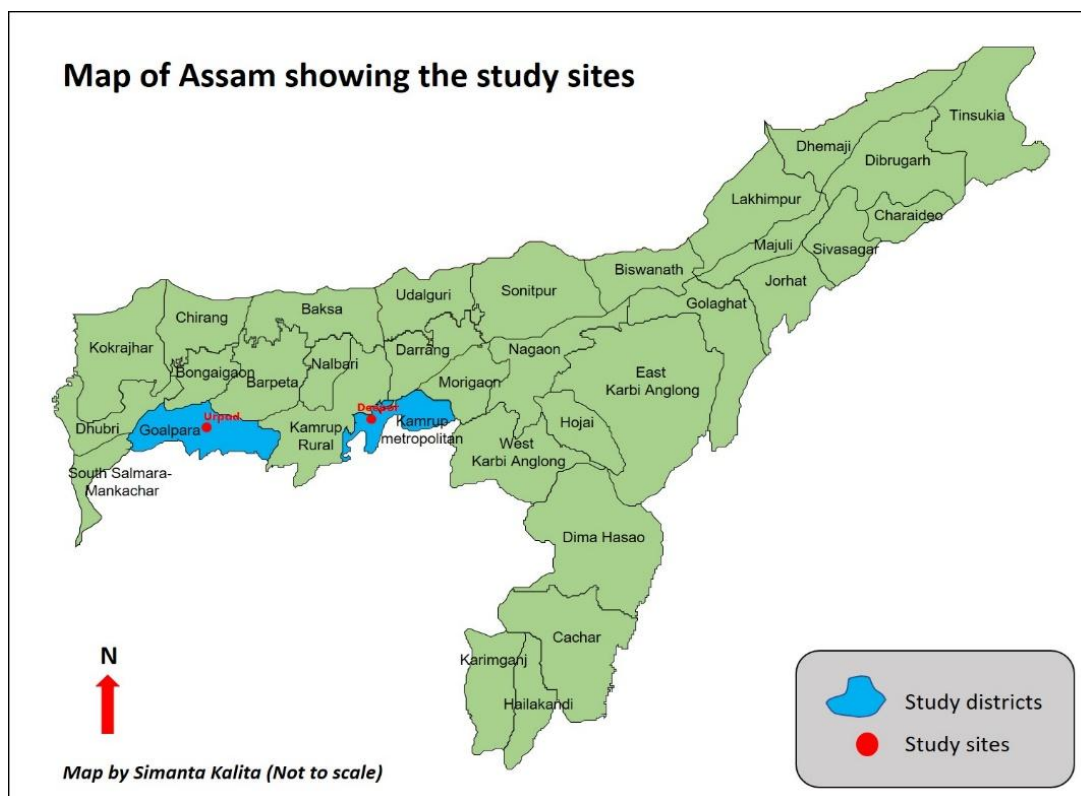 Map of Assam showing the study sites
Tinsukia
Dhemaji
Dibrugarh
Lakhimpur
Charaideo
Majuli
Sivasagar
Biswanath
Jorhat
Sonitpur
Udalguri
Golaghat
Baksa
Chirang
Kokrajhar
Darrang
Nagaon
Nalbari
Bongaigaon
Barpeta
Morigaon
East
Karbi Anglong
Urpad
Deepor
Dhubri
Goalpara
Kamrup
Rural
Kamrup
metropolitan
Hojai
West
Karbi Anglong
South Salmara-
Mankachar
Dima Hasao
Cachar
Karimganj
Hailakandi
N
Study districts
Study sites
Map by Simanta Kalita (Not to scale)